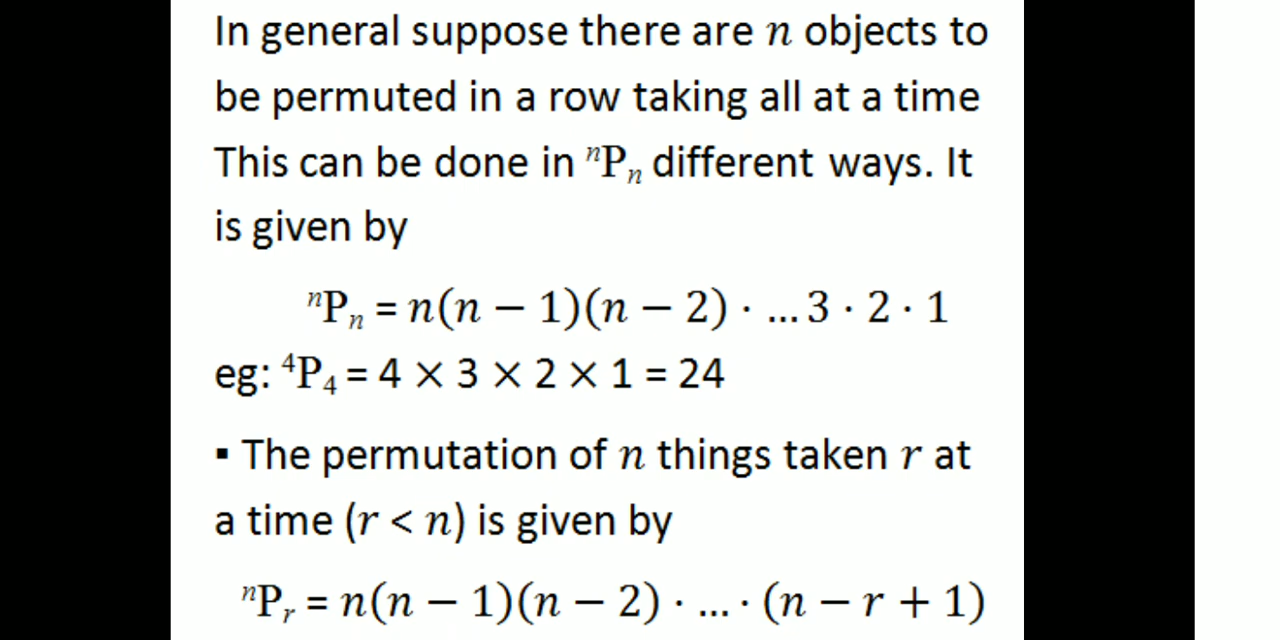 In general suppose there are n objects to
be permuted in a row taking all at a time
This can be done in ⁿPₙ different ways. It
is given by
ⁿPₙ = n(n − 1)(n − 2) · ... 3 · 2 · 1
eg: ⁴P₄ = 4 × 3 × 2 × 1 = 24
▪ The permutation of n things taken r at
a time (r < n) is given by
ⁿPᵣ = n(n − 1)(n − 2) · ... · (n − r + 1)